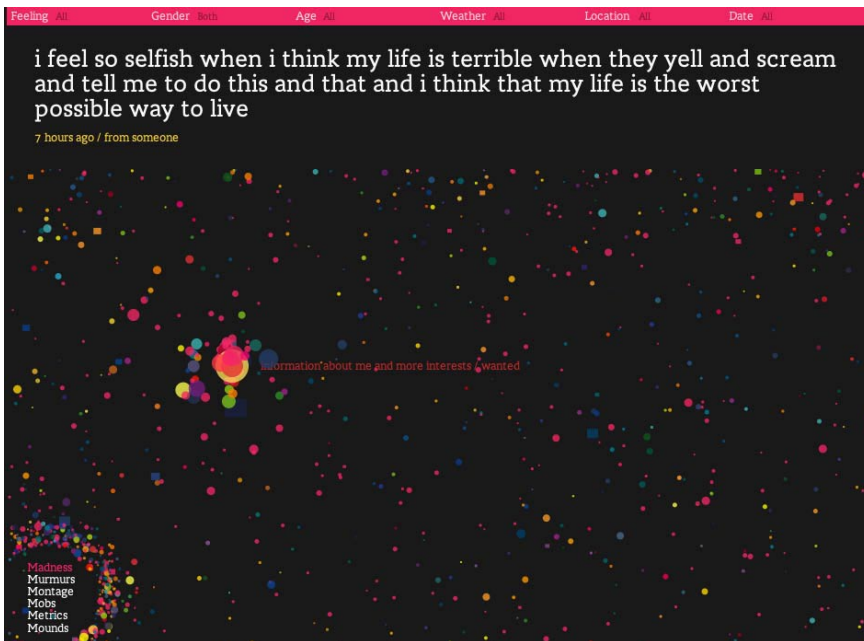 Feeling All Gender Both Age All Weather All Location All Date All
i feel so selfish when i think my life is terrible when they yell and scream
and tell me to do this and that and i think that my life is the worst
possible way to live
7 hours ago / from someone
information about me and more interests i wanted
Madness
Murmurs
Montage
Mobs
Metrics
Mounds